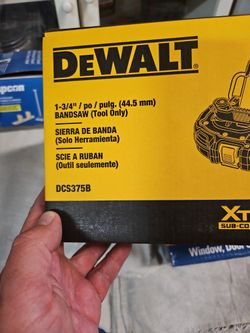 DEWALT
1-3/4" / po / pulg. (44.5 mm)
BANDSAW (Tool Only)
SIERRA DE BANDA
(Solo Herramienta)
SCIE A RUBAN
(Outil seulement)
DCS375B
XT
SUB-CO
Window, Door